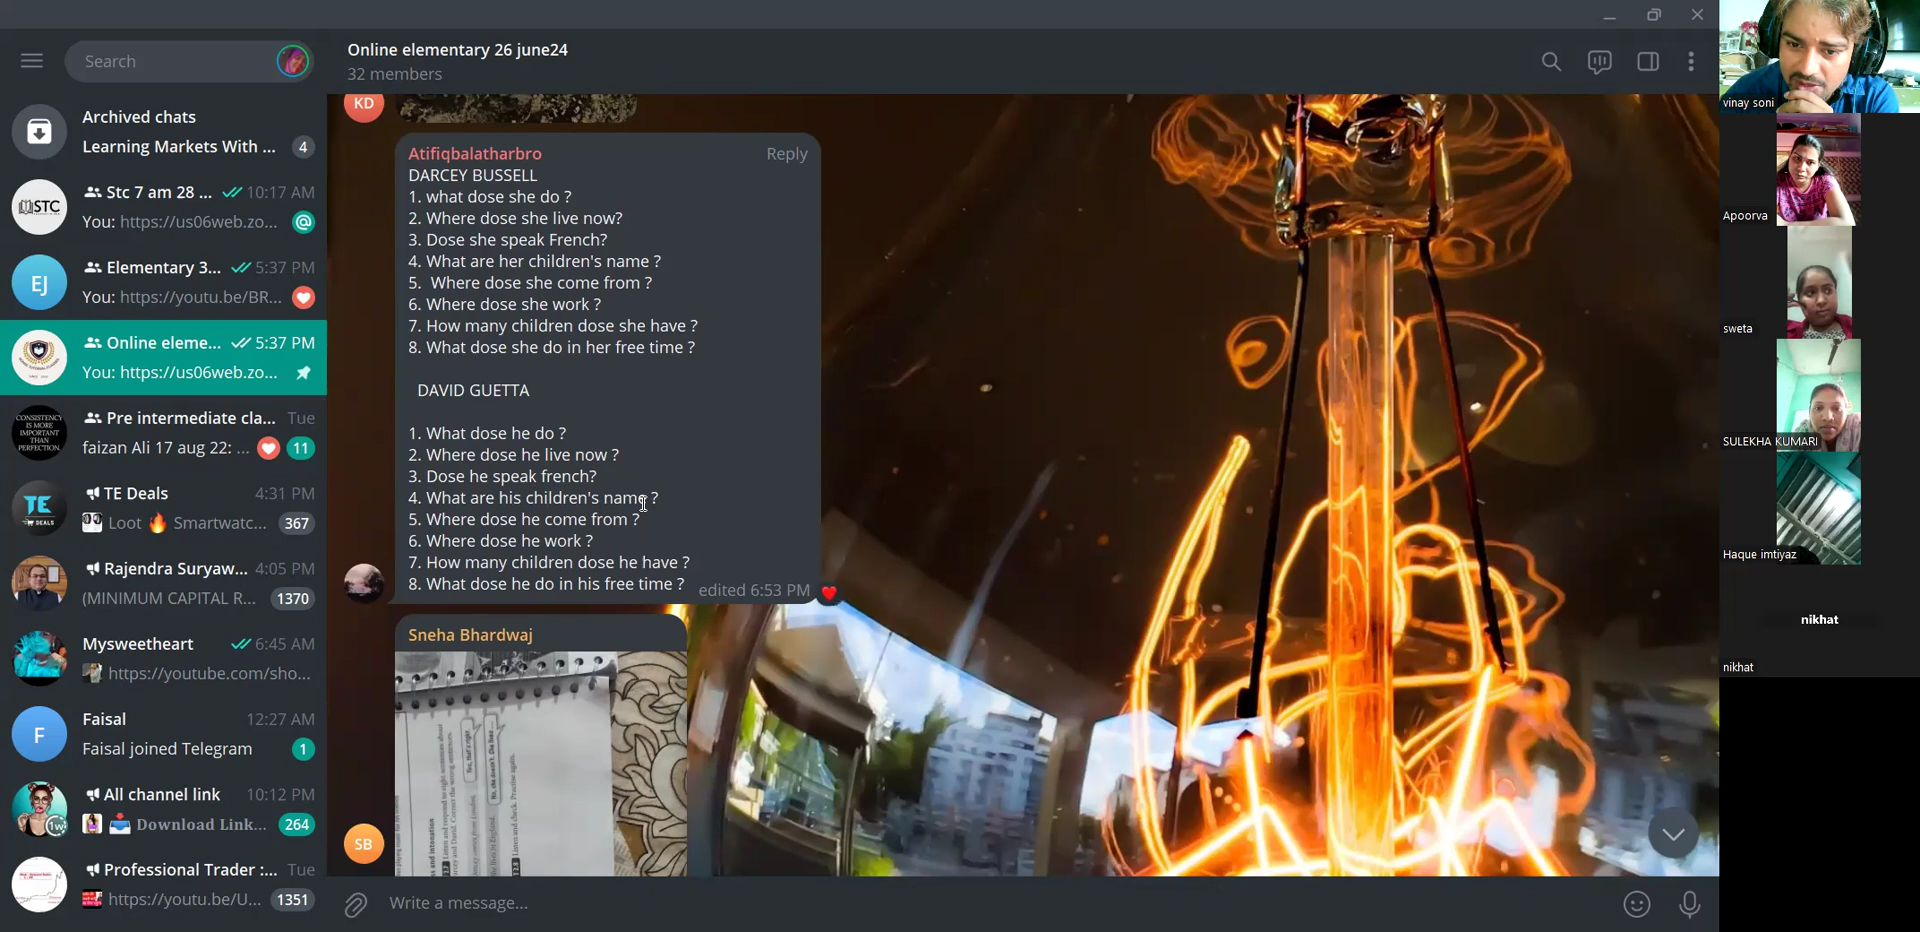 Search
Archived chats
Learning Markets With ...
4
Stc 7 am 28 ...
10:17 AM
You: https://us06web.zo...
@
STC
EJ
Elementary 3...
5:37 PM
You: https://youtu.be/BR...
Online eleme...
5:37 PM
You: https://us06web.zo...
CONSISTENCY
IS MORE
IMPORTANT
THAN
PERFECTION.
Pre intermediate cla...
Tue
faizan Ali 17 aug 22: ...
11
TE
DEALS
TE Deals
4:31 PM
Loot 🔥 Smartwatc...
367
Rajendra Suryaw...
4:05 PM
(MINIMUM CAPITAL R...
1370
Mysweetheart
6:45 AM
https://youtube.com/sho...
F
Faisal
12:27 AM
Faisal joined Telegram
1
1w
All channel link
10:12 PM
Download Link...
264
Professional Trader :...
Tue
https://youtu.be/U...
1351
Online elementary 26 june24
32 members
KD
Atifiqbalatharbro
Reply
DARCEY BUSSELL
1. what dose she do ?
2. Where dose she live now?
3. Dose she speak French?
4. What are her children's name ?
5. Where dose she come from ?
6. Where dose she work ?
7. How many children dose she have ?
8. What dose she do in her free time ?
DAVID GUETTA
1. What dose he do ?
2. Where dose he live now ?
3. Dose he speak french?
4. What are his children's name ?
5. Where dose he come from ?
6. Where dose he work ?
7. How many children dose he have ?
8. What dose he do in his free time ?
edited 6:53 PM
Sneha Bhardwaj
SB
Write a message...
vinay soni
Apoorva
sweta
SULEKHA KUMARI
Haque imtiyaz
nikhat
nikhat